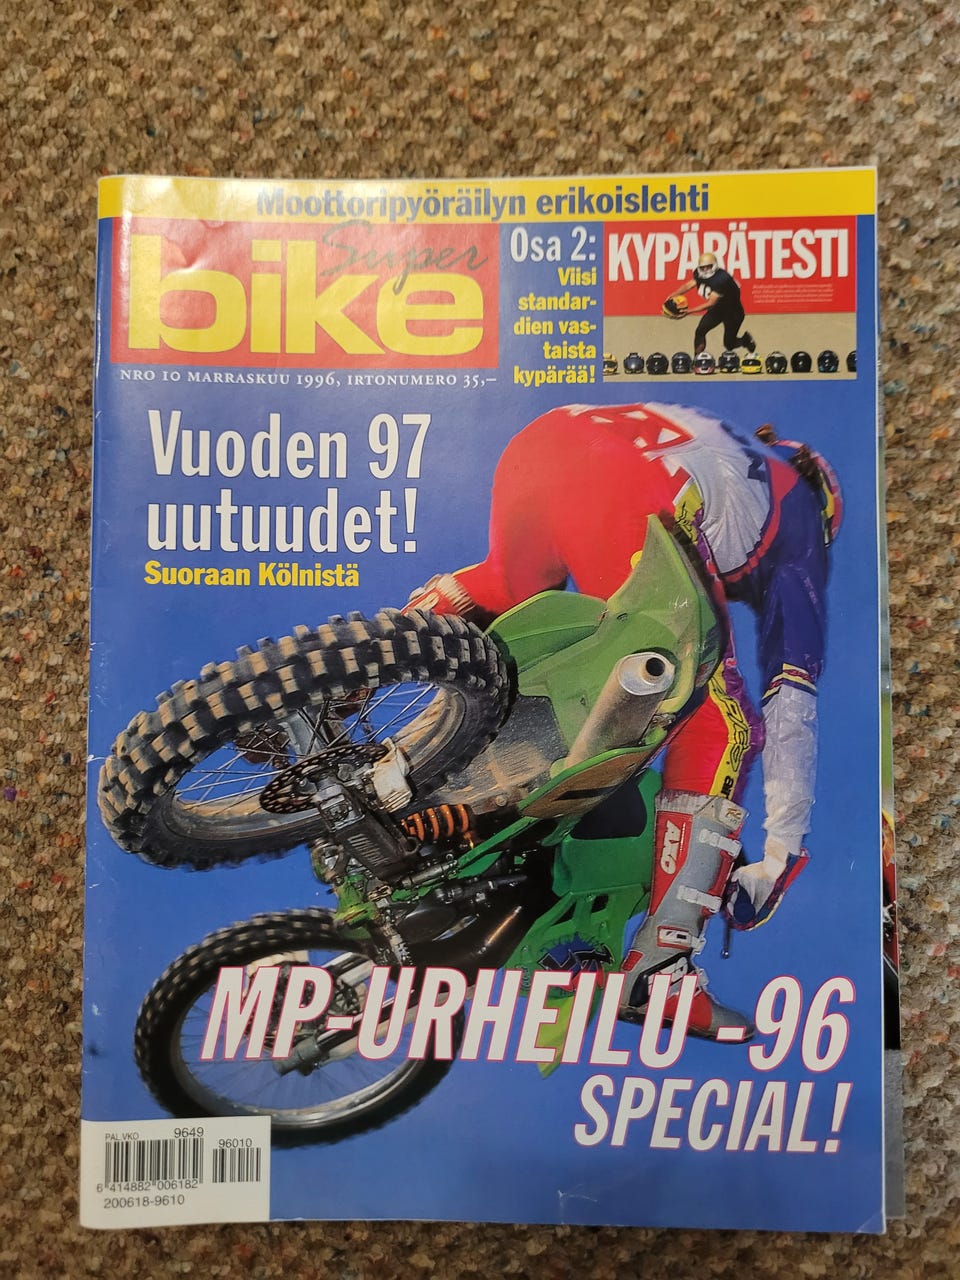 Moottoripyöräilyn erikoislehti
Super
bike
NRO 10 MARRASKUU 1996, IRTONUMERO 35,–
Osa 2:
Viisi
standar-
dien vas-
taista
kypärää!
KYPÄRÄTESTI
Vuoden 97
uutuudet!
Suoraan Kölnistä
AXO
MP-URHEILU -96
SPECIAL!
PAL.VKO 9649
96010
6 414882 006182
200618-9610